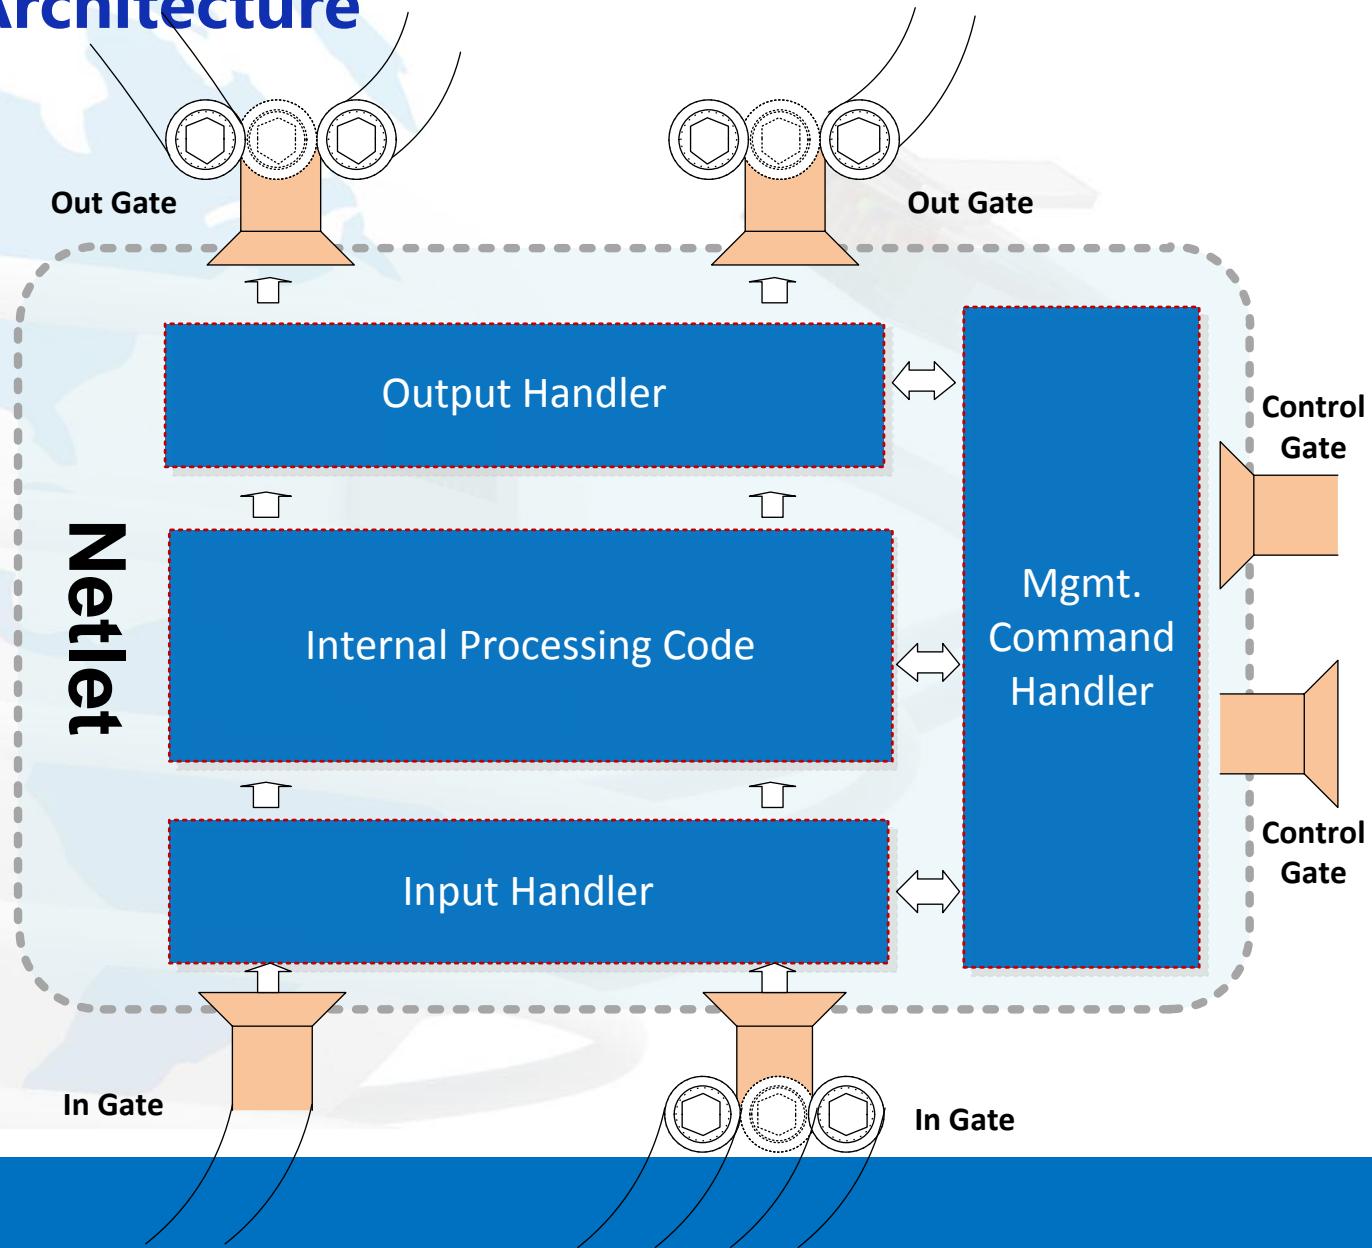 Architecture
Out Gate
Out Gate
Output Handler
Control
Gate
Netlet
Internal Processing Code
Mgmt.
Command
Handler
Input Handler
Control
Gate
In Gate
In Gate